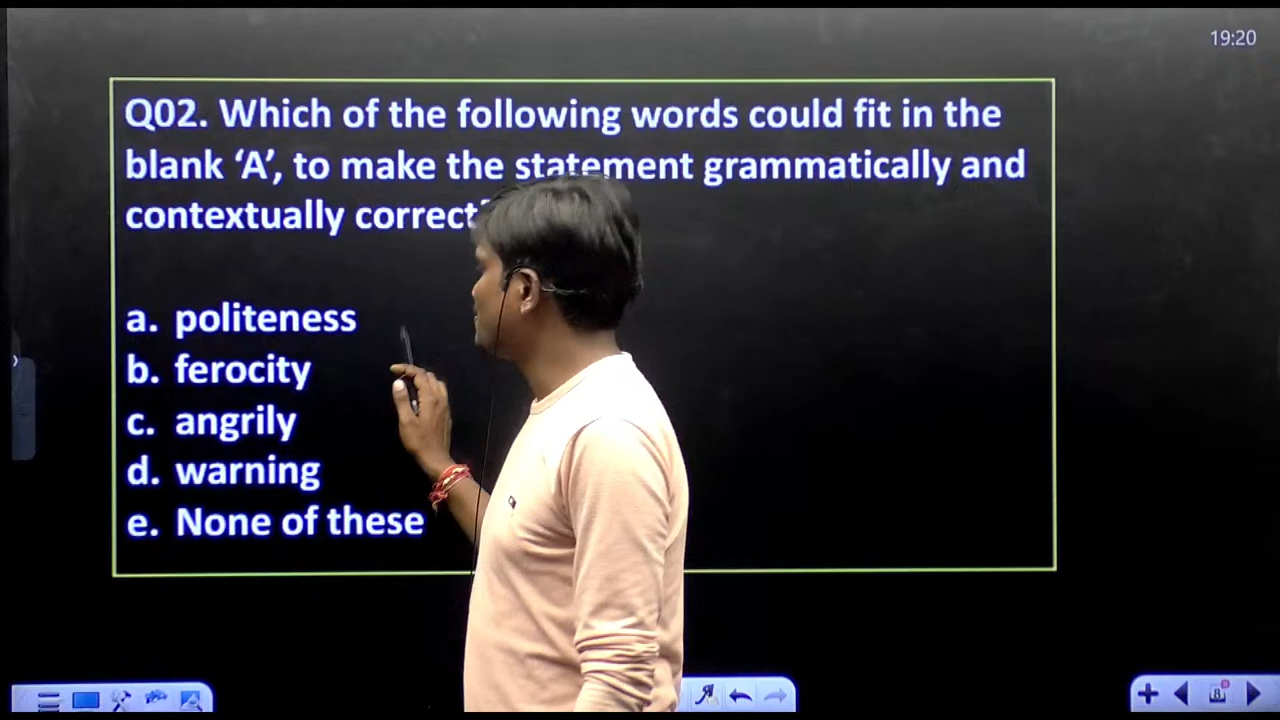 19:20
Q02. Which of the following words could fit in the
blank ‘A’, to make the statement grammatically and
contextually
a. politeness
b. ferocity
c. angrily
d. warning
e. None of these
8